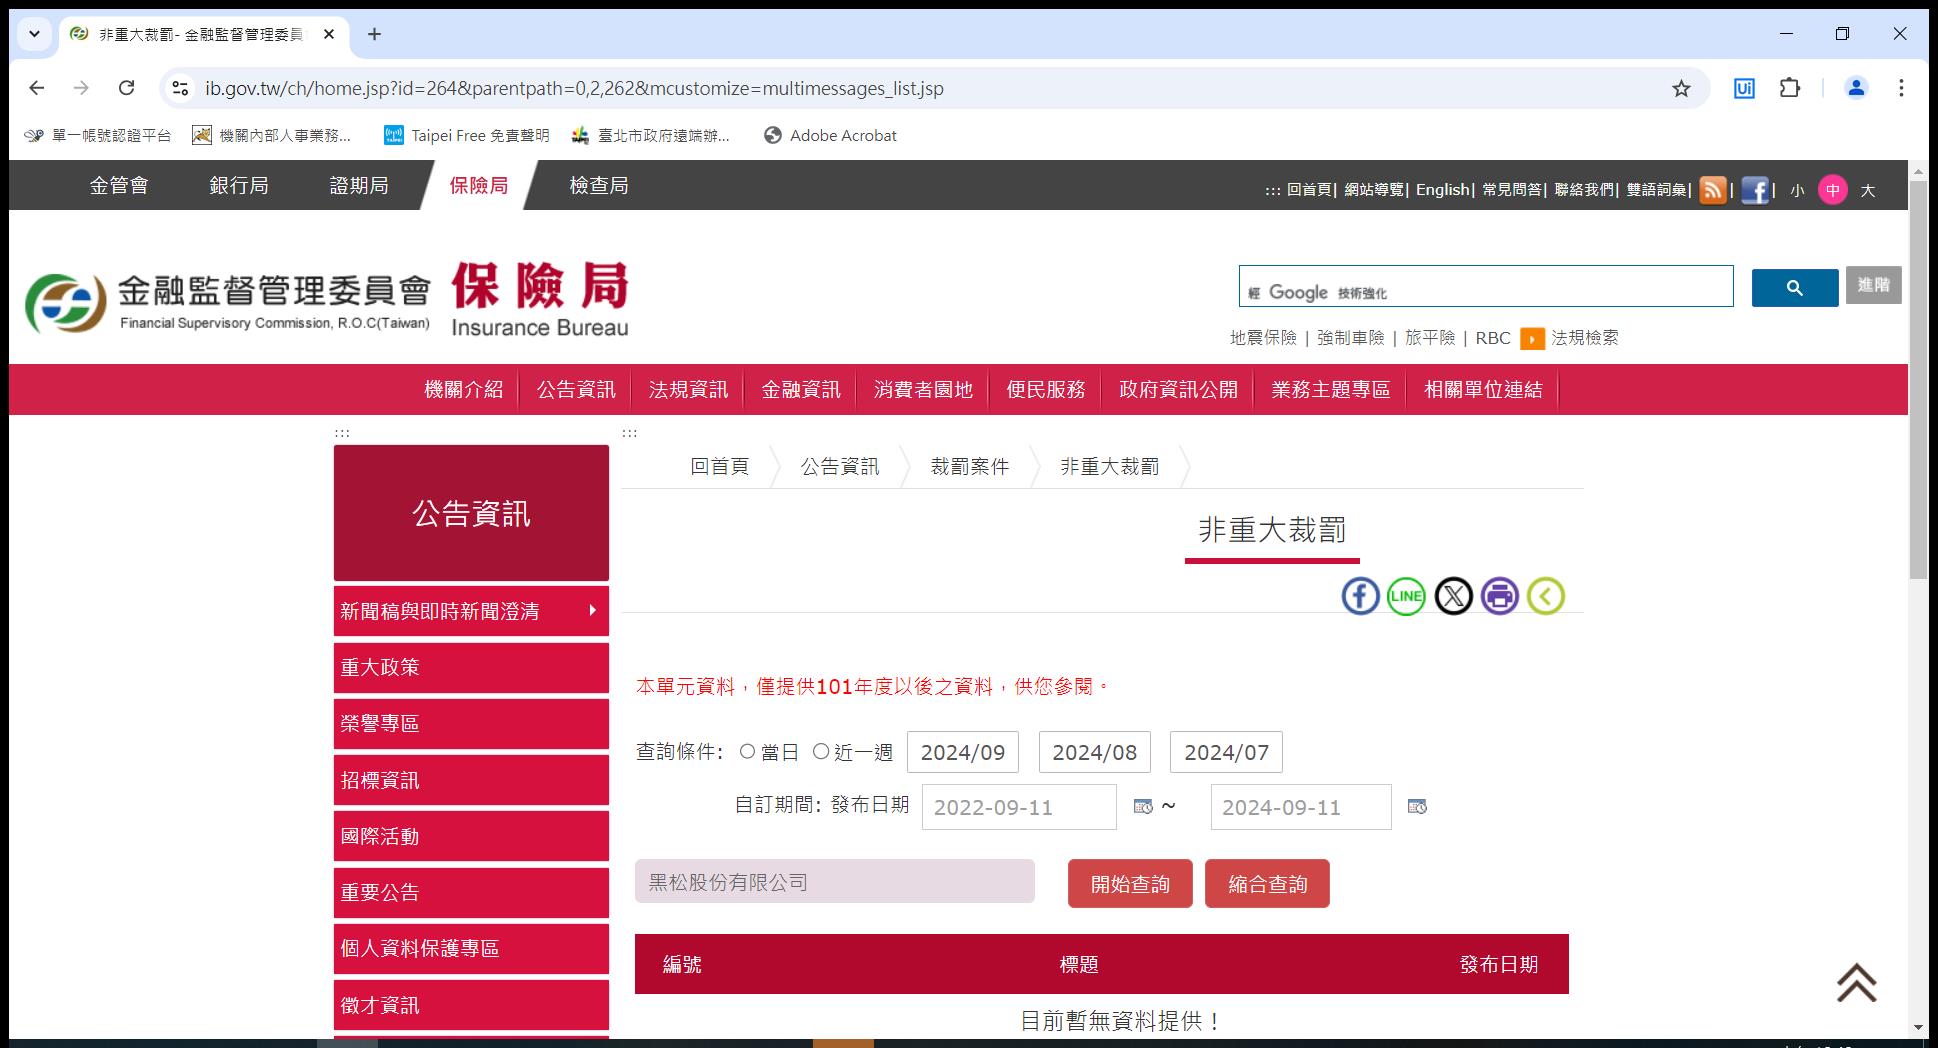 非重大裁罰- 金融監督管理委員
ib.gov.tw/ch/home.jsp?id=264&parentpath=0,2,262&mcustomize=multimessages_list.jsp
單一帳號認證平台 機關內部人事業務... Taipei Free 免責聲明 臺北市政府遠端辦... Adobe Acrobat
金管會 銀行局 證期局 保險局 檢查局
::: 回首頁| 網站導覽| English| 常見問答| 聯絡我們| 雙語詞彙| | | 小 中 大
金融監督管理委員會 保險局
Financial Supervisory Commission, R.O.C(Taiwan) Insurance Bureau
經 Google 技術強化 進階
地震保險 | 強制車險 | 旅平險 | RBC 法規檢索
機關介紹 公告資訊 法規資訊 金融資訊 消費者園地 便民服務 政府資訊公開 業務主題專區 相關單位連結
::: :::
回首頁 公告資訊 裁罰案件 非重大裁罰
公告資訊
新聞稿與即時新聞澄清
重大政策
榮譽專區
招標資訊
國際活動
重要公告
個人資料保護專區
徵才資訊
非重大裁罰
LINE
本單元資料，僅提供101年度以後之資料，供您參閱。
查詢條件: 當日 近一週 2024/09 2024/08 2024/07
自訂期間: 發布日期 2022-09-11 ~ 2024-09-11
黑松股份有限公司 開始查詢 縮合查詢
編號 標題 發布日期
目前暫無資料提供！